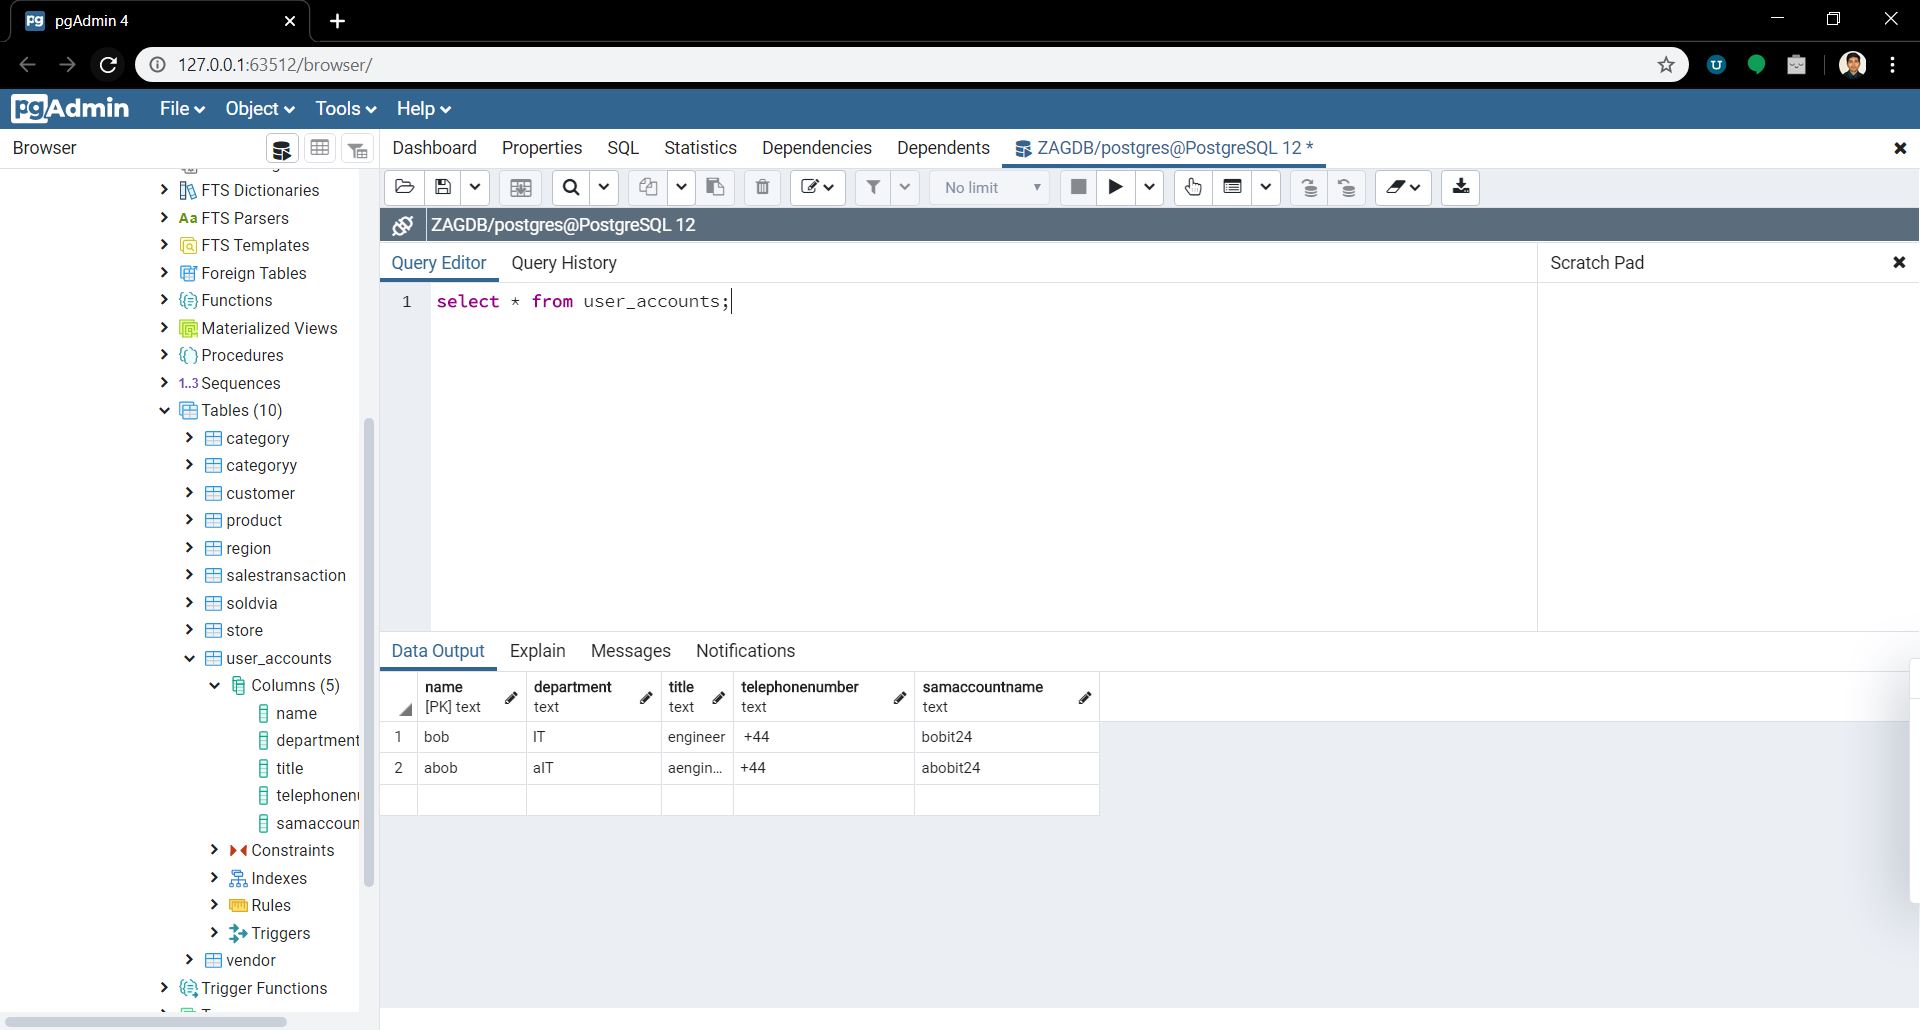 pgAdmin 4
127.0.0.1:63512/browser/
pgAdmin File Object Tools Help
Browser
Dashboard Properties SQL Statistics Dependencies Dependents ZAGDB/postgres@PostgreSQL 12 *
No limit
ZAGDB/postgres@PostgreSQL 12
Query Editor Query History
Scratch Pad
1 select * from user_accounts;
FTS Dictionaries
Aa FTS Parsers
FTS Templates
Foreign Tables
Functions
Materialized Views
Procedures
1..3 Sequences
Tables (10)
category
categoryy
customer
product
region
salestransaction
soldvia
store
user_accounts
Columns (5)
name
department
title
telephonen
samaccoun
Constraints
Indexes
Rules
Triggers
vendor
Trigger Functions
Data Output Explain Messages Notifications
name department title telephonenumber samaccountname
[PK] text text text text text
1 bob IT engineer +44 bobit24
2 abob aIT aengin... +44 abobit24